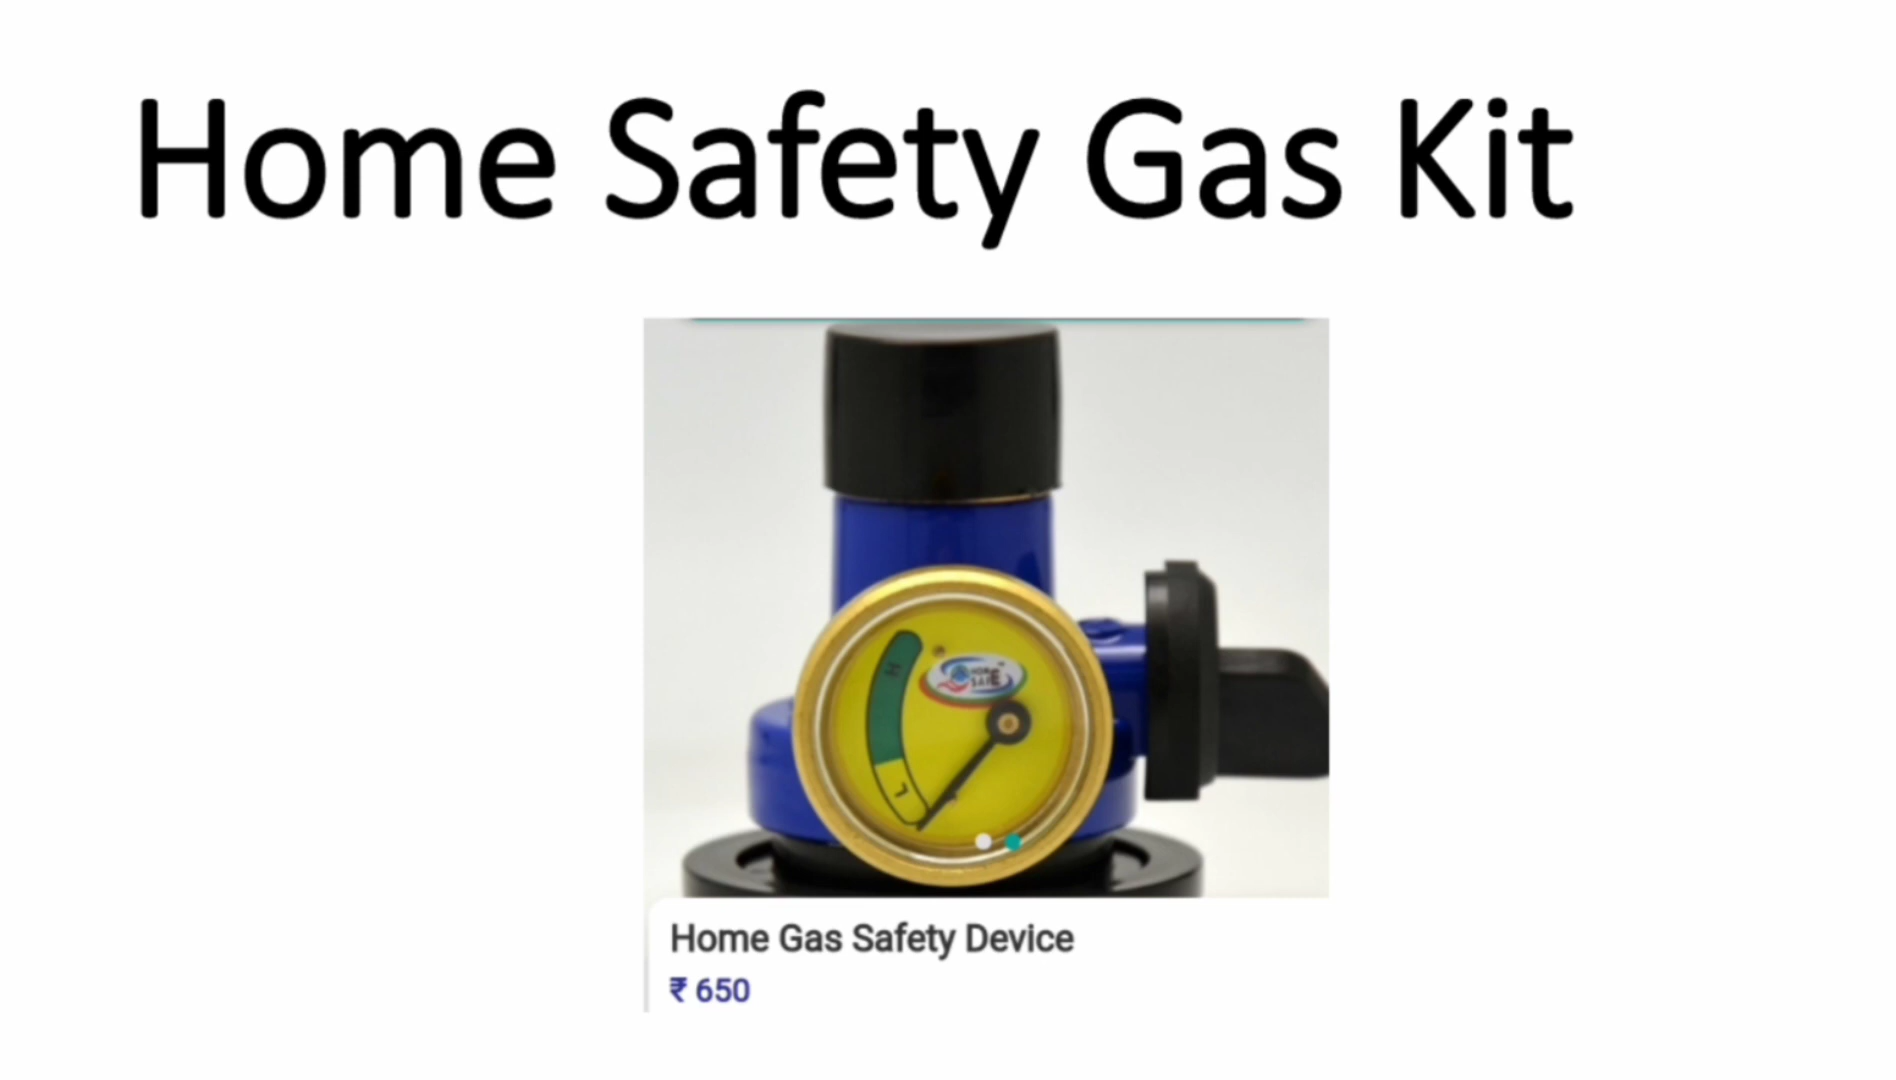 Home Safety Gas Kit
H
L
Home Gas Safety Device
₹ 650